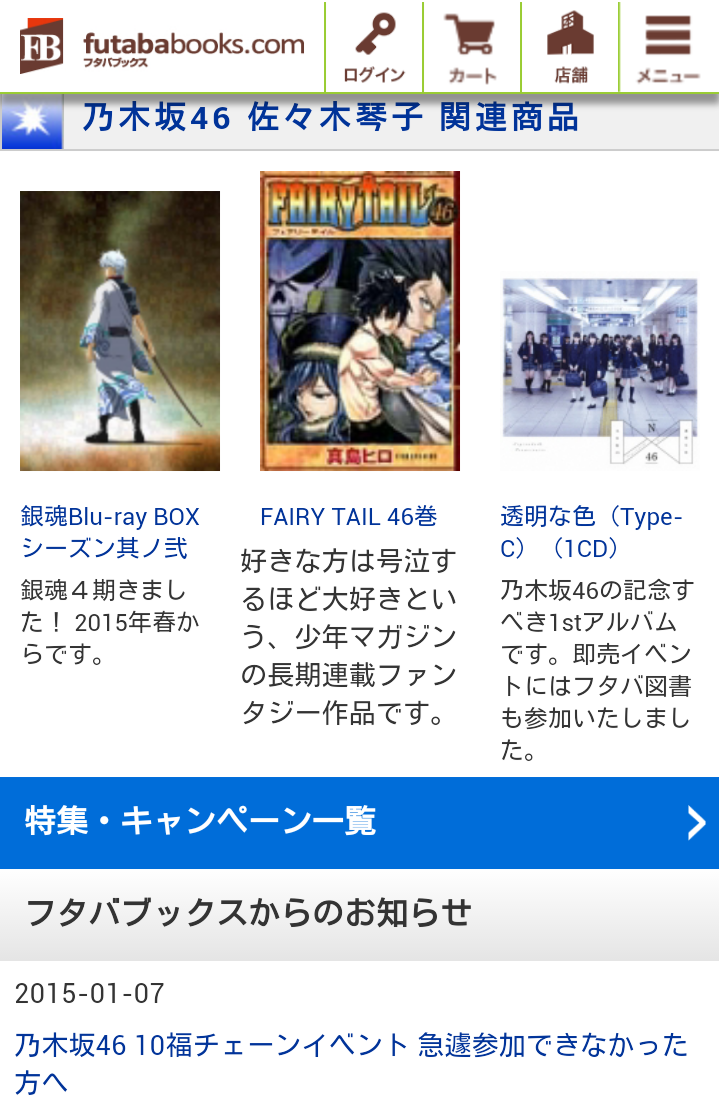 FB
futababooks.com
フタバブックス
ログイン
カート
店舗
メニュー
乃木坂46 佐々木琴子 関連商品
FAIRY TAIL 46
フェアリーテイル
真島ヒロ
N
46
銀魂Blu-ray BOX
シーズン其ノ弐
銀魂４期きまし
た！ 2015年春か
らです。
FAIRY TAIL 46巻
好きな方は号泣す
るほど大好きとい
う、少年マガジン
の長期連載ファン
タジー作品です。
透明な色（Type-
C）（1CD）
乃木坂46の記念す
べき1stアルバム
です。即売イベン
トにはフタバ図書
も参加いたしまし
た。
特集・キャンペーン一覧
フタバブックスからのお知らせ
2015-01-07
乃木坂46 10福チェーンイベント 急遽参加できなかった
方へ